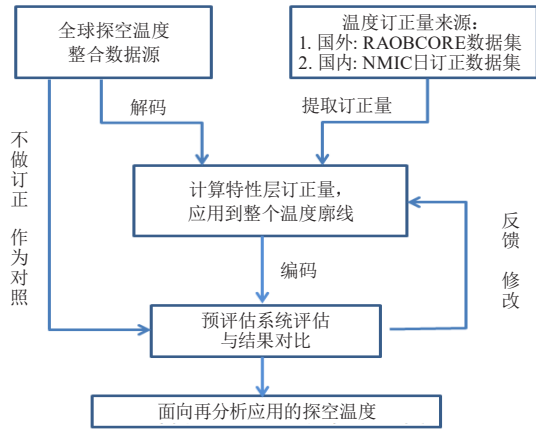 全球探空温度
整合数据源
温度订正量来源：
1. 国外: RAOBCORE数据集
2. 国内: NMIC日订正数据集
解码
提取订正量
不做订正 作为对照
计算特性层订正量，
应用到整个温度廓线
反馈 修改
编码
预评估系统评估
与结果对比
面向再分析应用的探空温度